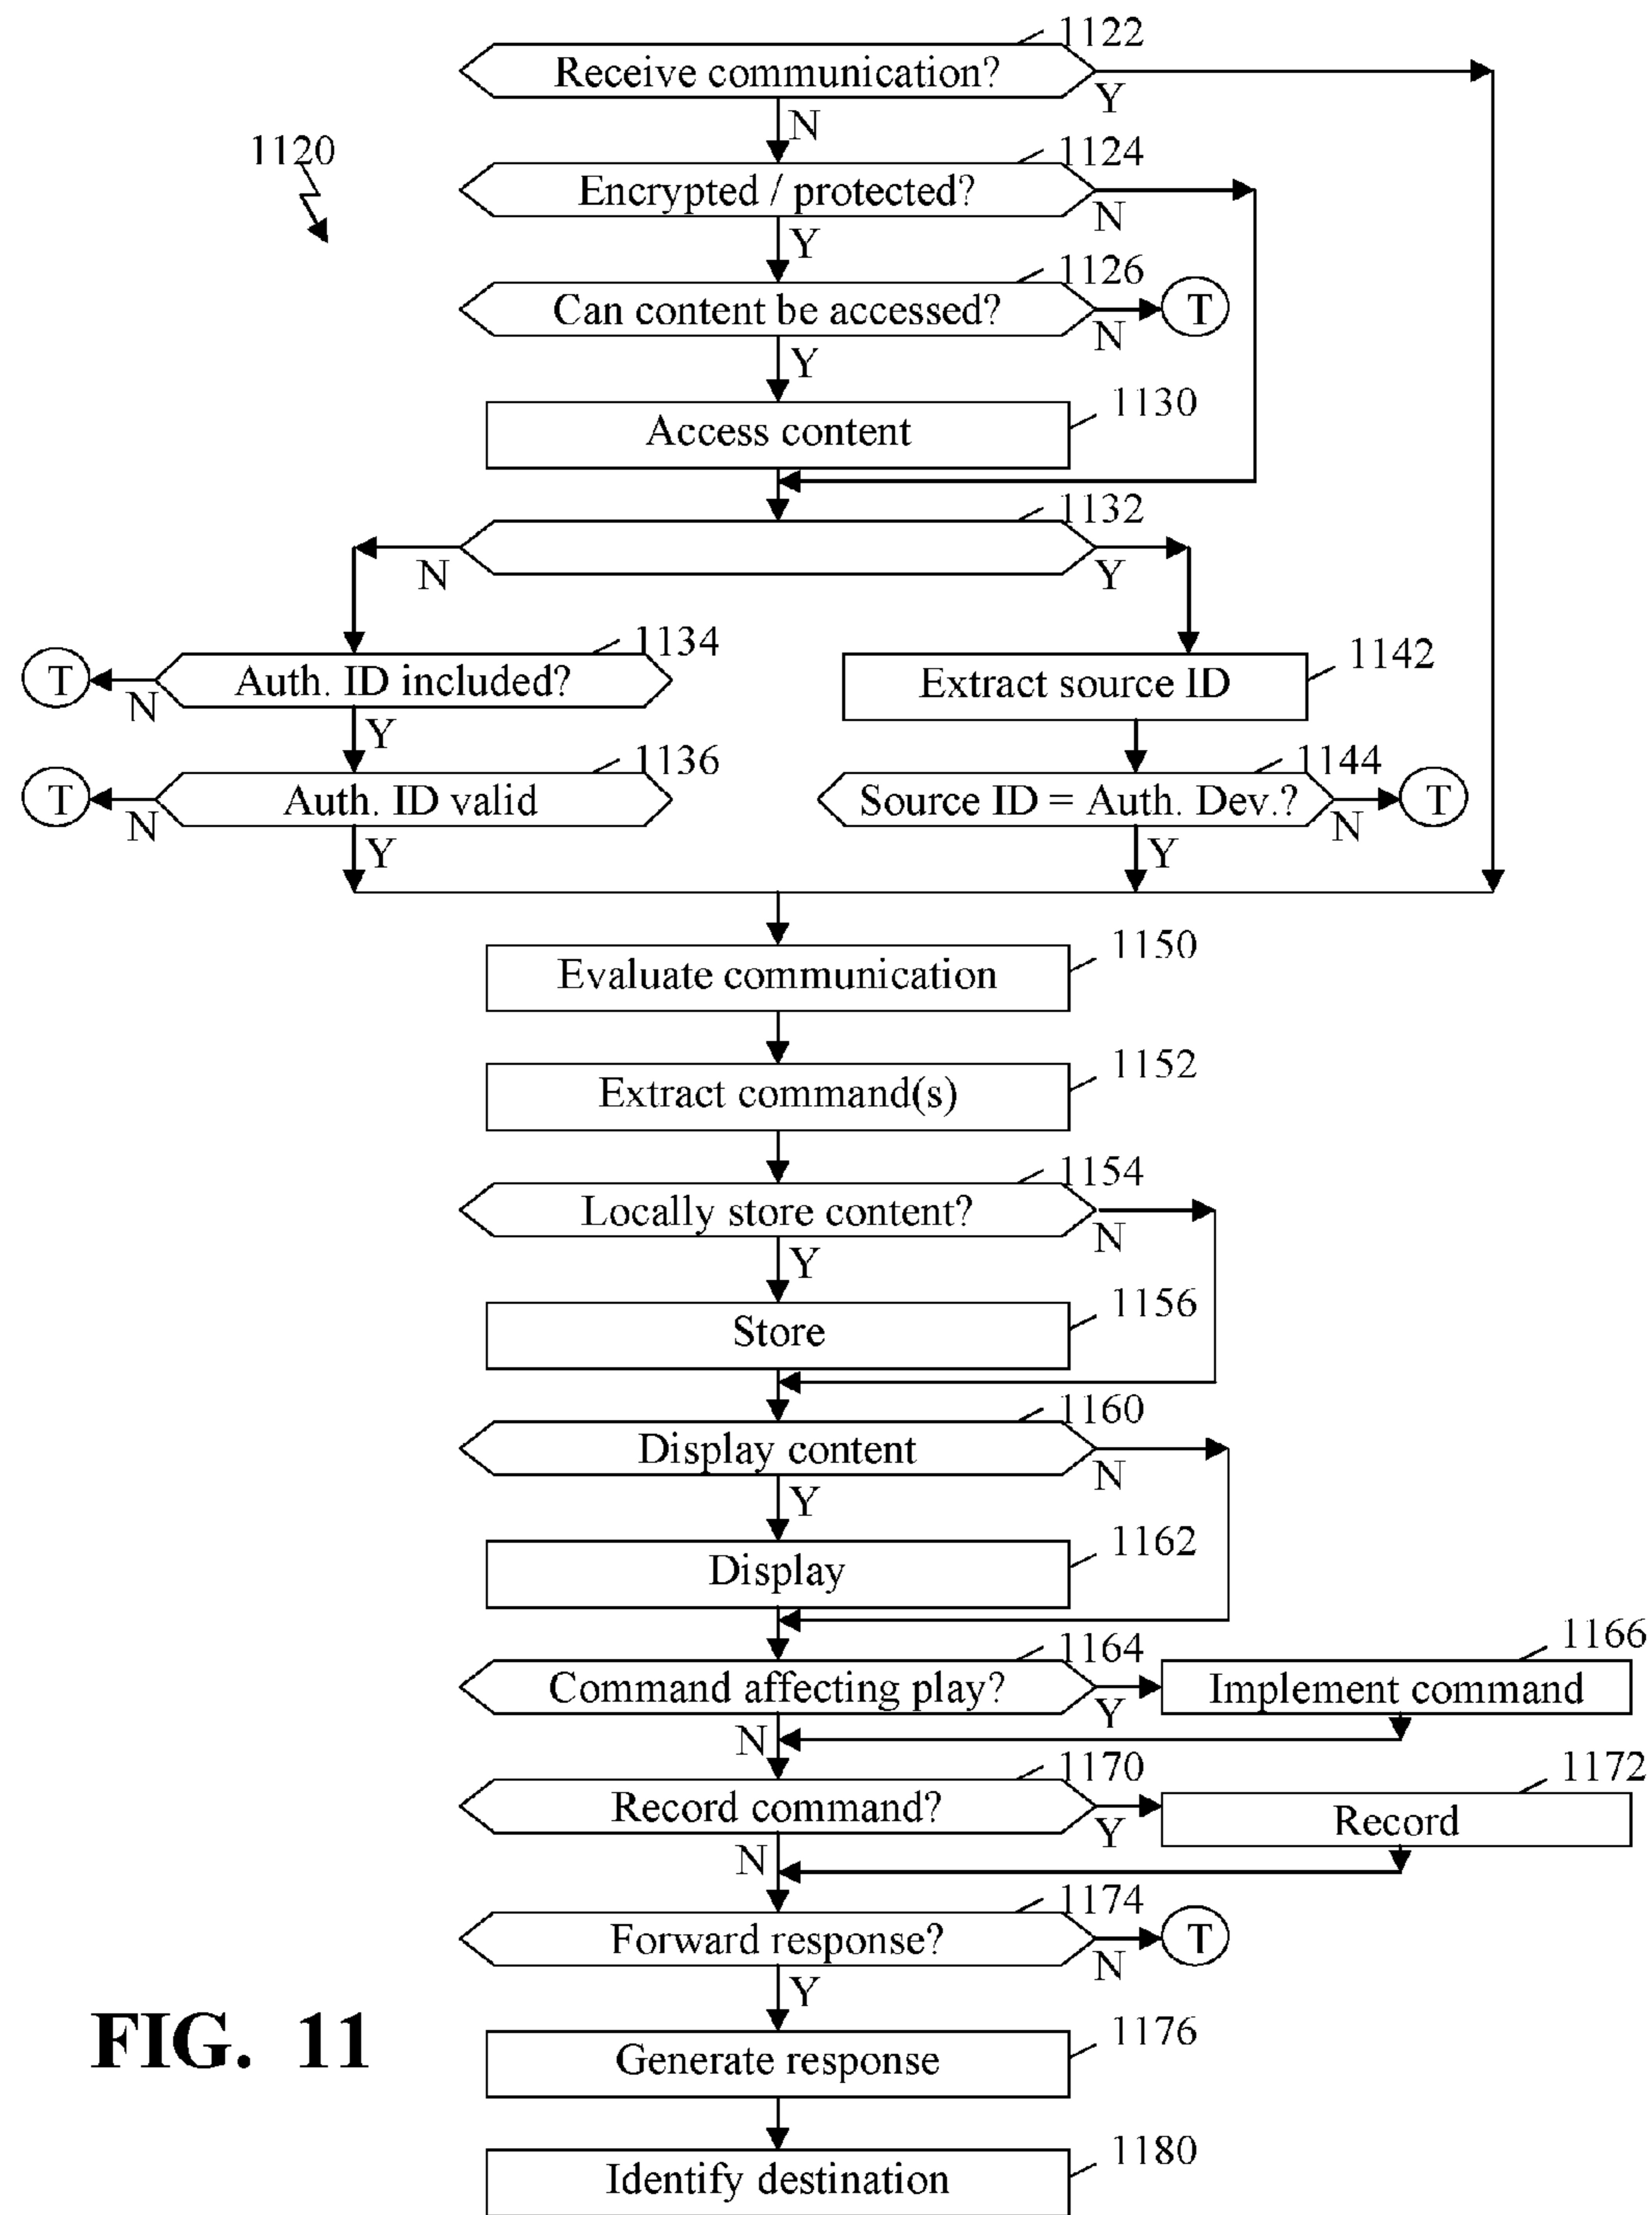 1122
Receive communication?
Y
N
1120
1124
Encrypted / protected?
N
Y
1126
Can content be accessed?
T
N
Y
1130
Access content
1132
N
Y
1134
Auth. ID included?
T
N
Y
1142
Extract source ID
1136
Auth. ID valid
T
N
Y
1144
Source ID = Auth. Dev.?
T
N
Y
1150
Evaluate communication
1152
Extract command(s)
1154
Locally store content?
N
Y
1156
Store
1160
Display content
N
Y
1162
Display
1164
Command affecting play?
Y
N
1166
Implement command
1170
Record command?
Y
N
1172
Record
1174
Forward response?
T
N
Y
1176
Generate response
1180
Identify destination
FIG. 11